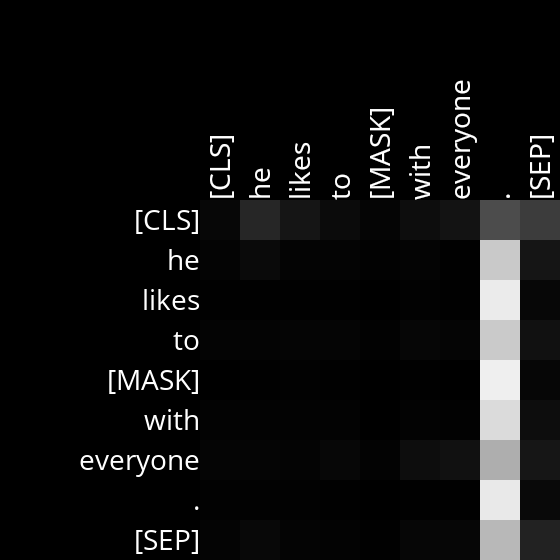 [CLS] he likes to [MASK] with everyone . [SEP]
[CLS]
he
likes
to
[MASK]
with
everyone
.
[SEP]